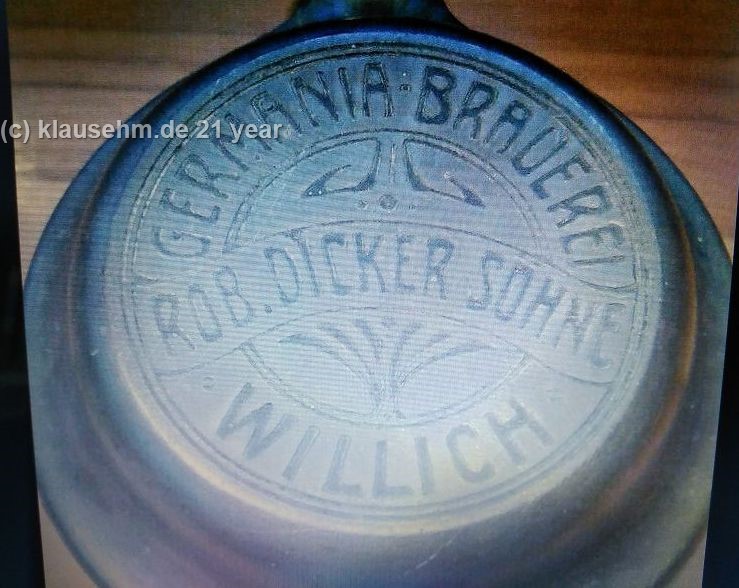 (c) klausehm.de 21 year
GERMANIA-BRAUEREI
ROB. DICKER SÖHNE
WILLICH